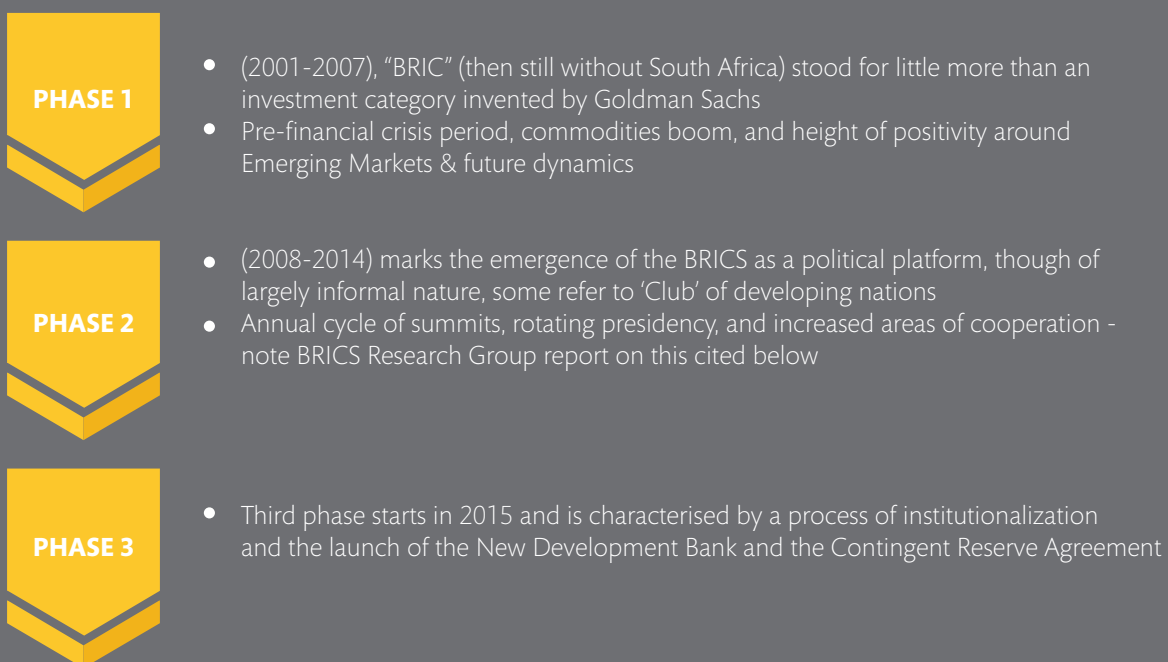 PHASE 1
• (2001-2007), “BRIC” (then still without South Africa) stood for little more than an
investment category invented by Goldman Sachs
• Pre-financial crisis period, commodities boom, and height of positivity around
Emerging Markets & future dynamics
PHASE 2
• (2008-2014) marks the emergence of the BRICS as a political platform, though of
largely informal nature, some refer to ‘Club’ of developing nations
• Annual cycle of summits, rotating presidency, and increased areas of cooperation -
note BRICS Research Group report on this cited below
PHASE 3
• Third phase starts in 2015 and is characterised by a process of institutionalization
and the launch of the New Development Bank and the Contingent Reserve Agreement